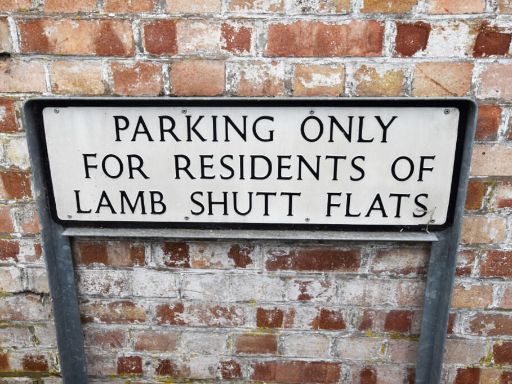 PARKING ONLY
FOR RESIDENTS OF
LAMB SHUTT FLATS